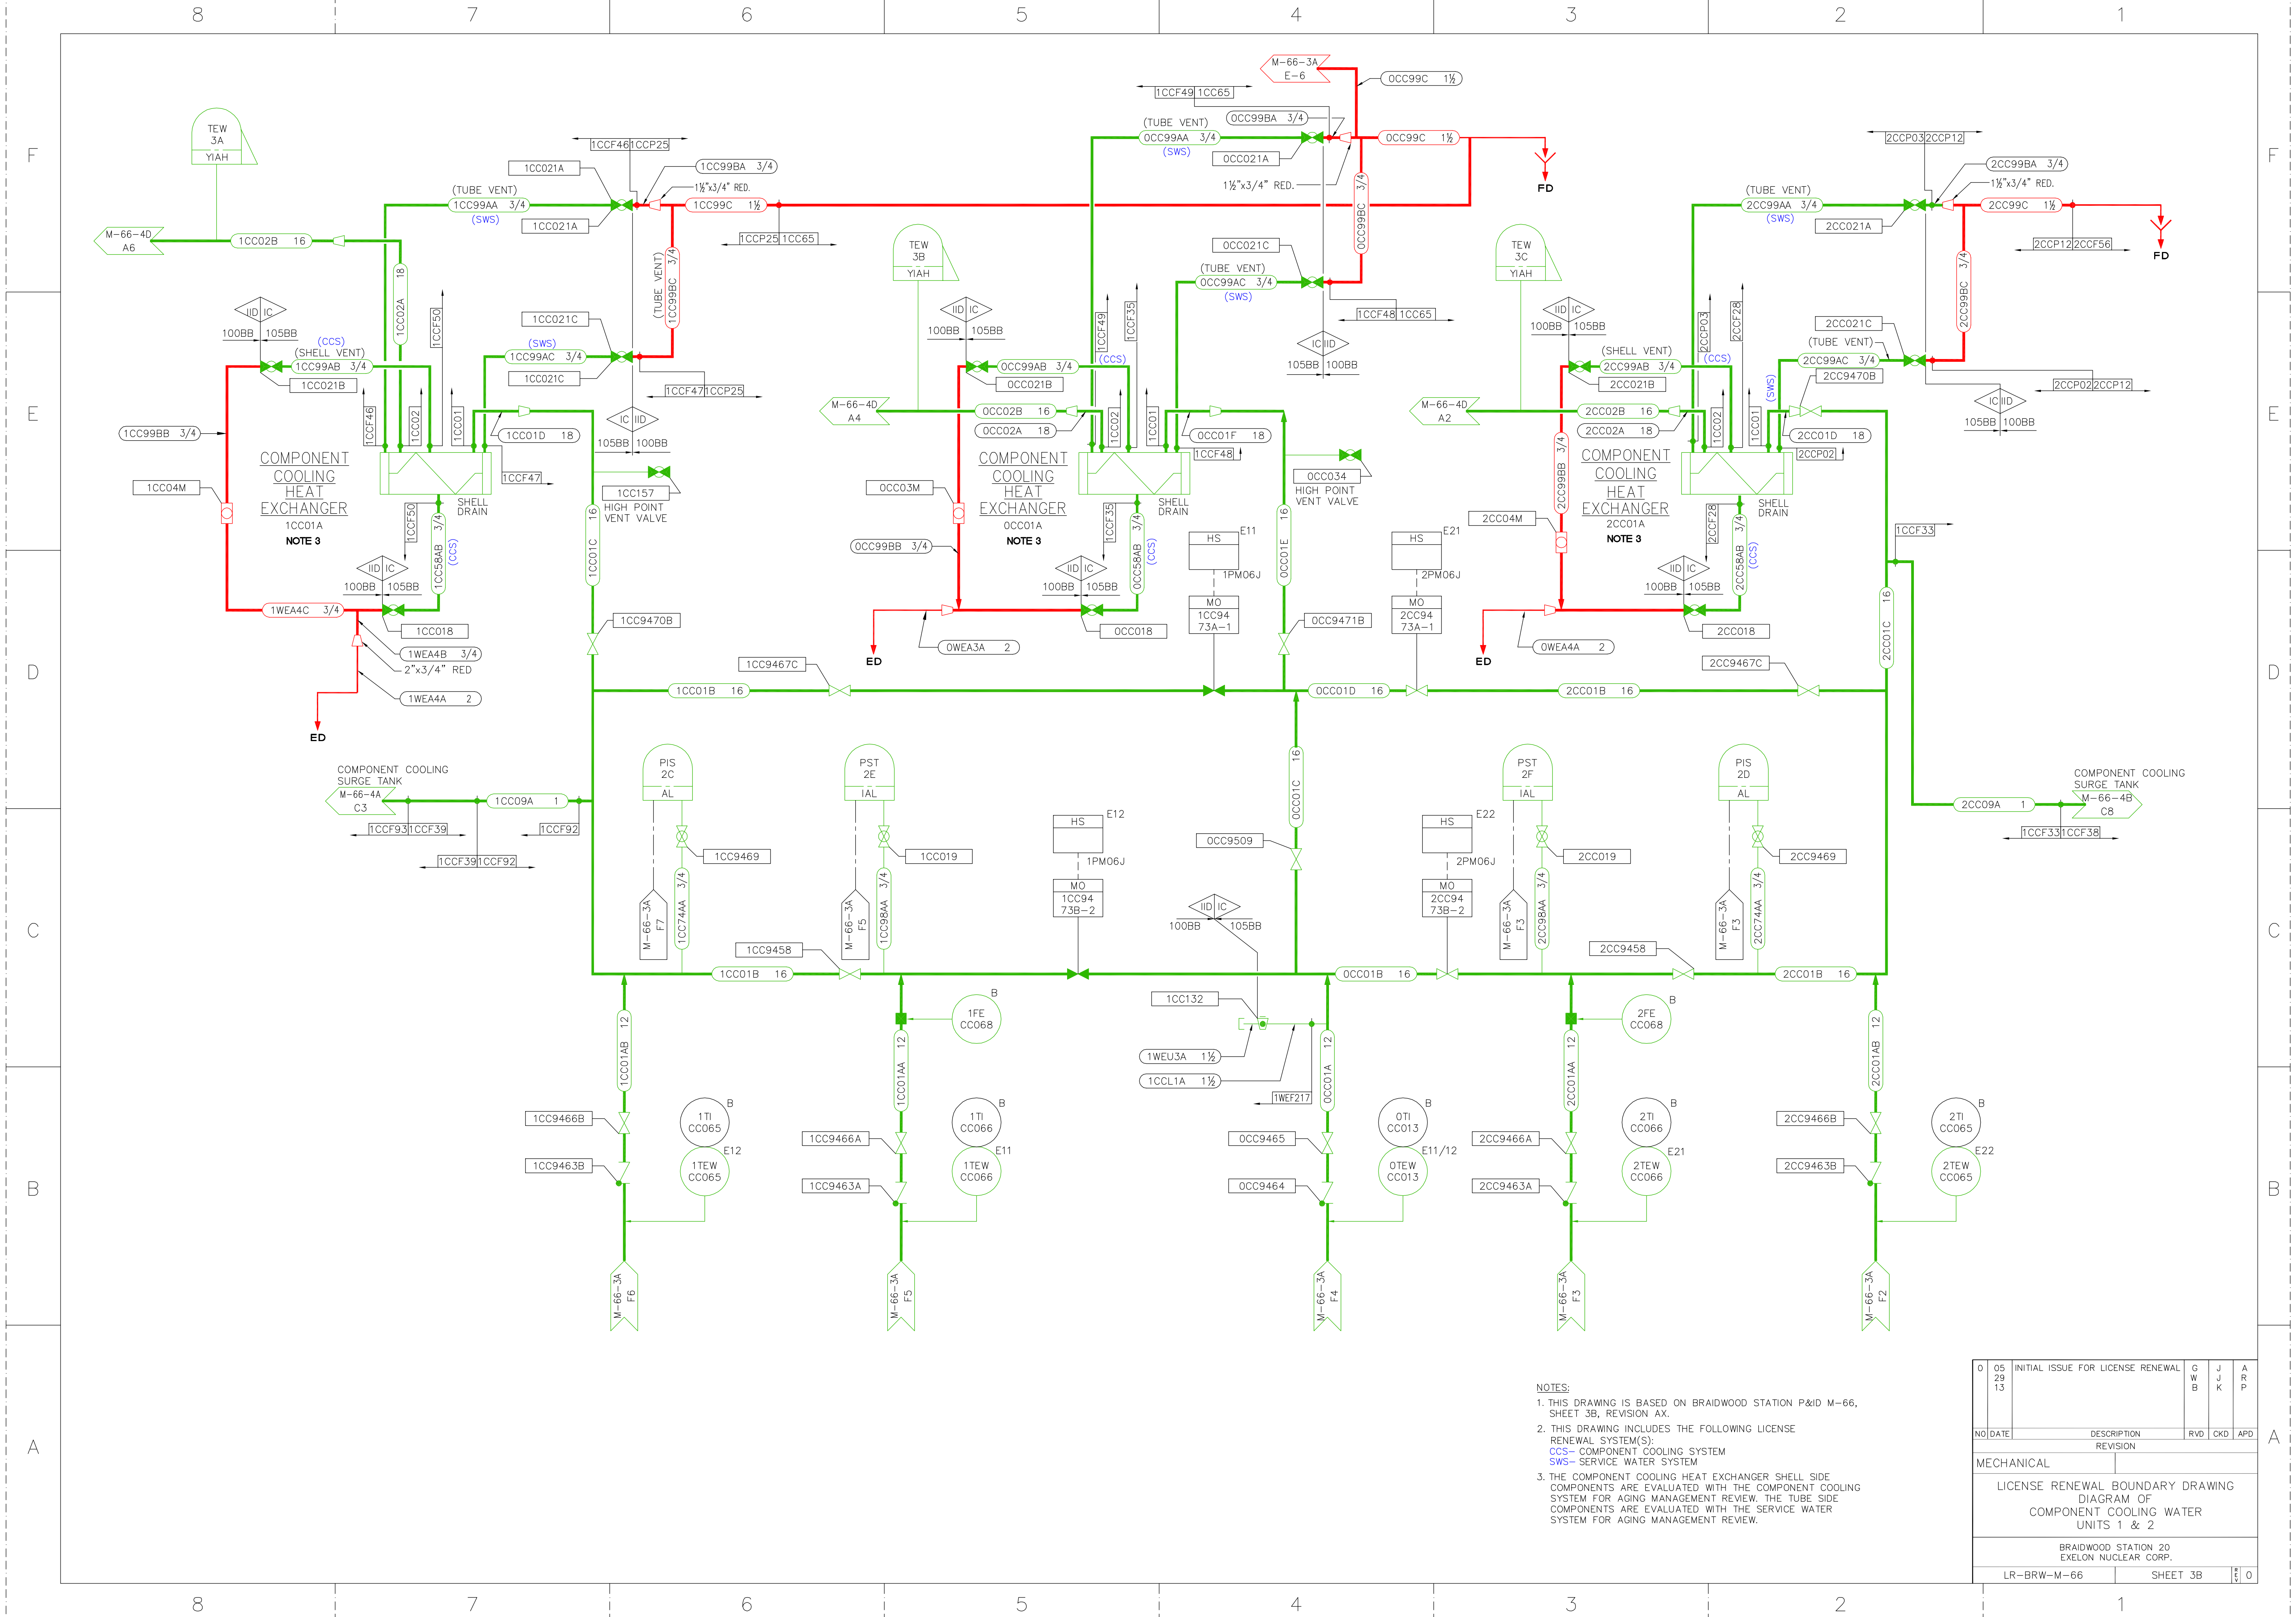 8 7 6 5 4 3 2 1
F
E
D
C
B
A
TEW
3A
YIAH
M-66-4D
A6
1CC02B 16
(TUBE VENT)
1CC99AA 3/4
(SWS)
1CC021A
1CC021A
1CCF46 1CCP25
1CC99BA 3/4
1½"x3/4" RED.
1CC99C 1½
1CCP25 1CC65
1CC02A 18
1CCF50
(TUBE VENT)
1CC99BC 3/4
IID IC
100BB 105BB
(CCS)
(SHELL VENT)
1CC99AB 3/4
1CC021B
1CC021C
(SWS)
1CC99AC 3/4
1CC021C
1CCF47 1CCP25
IC IID
105BB 100BB
1CCF46
1CC02
1CC01
1CC01D 18
1CC99BB 3/4
COMPONENT
COOLING
HEAT
EXCHANGER
1CC01A
NOTE 3
1CC04M
SHELL
DRAIN
1CCF47
1CC157
HIGH POINT
VENT VALVE
1CCF50
1CC58AB 3/4
(CCS)
1CC01C 16
IID IC
100BB 105BB
1WEA4C 3/4
1CC018
1WEA4B 3/4
2"x3/4" RED
1WEA4A 2
ED
1CC9470B
M-66-3A
E-6
0CC99C 1½
1CCF49 1CC65
0CC99BA 3/4
(TUBE VENT)
0CC99AA 3/4
(SWS)
0CC021A
1½"x3/4" RED.
0CC99C 1½
FD
0CC99BC 3/4
0CC021C
(TUBE VENT)
0CC99AC 3/4
(SWS)
1CCF48 1CC65
IC IID
105BB 100BB
TEW
3B
YIAH
IID IC
100BB 105BB
1CCF49
1CCF35
0CC99AB 3/4
(CCS)
0CC021B
M-66-4D
A4
0CC02B 16
0CC02A 18
1CC02
1CC01
0CC01F 18
1CCF48
COMPONENT
COOLING
HEAT
EXCHANGER
0CC01A
NOTE 3
0CC03M
SHELL
DRAIN
0CC034
HIGH POINT
VENT VALVE
0CC99BB 3/4
1CCF35
0CC58AB 3/4
(CCS)
IID IC
100BB 105BB
0CC018
0WEA3A 2
ED
HS
E11
1PM06J
MO
1CC94
73A-1
0CC01E 16
0CC9471B
HS
E21
2PM06J
MO
2CC94
73A-1
TEW
3C
YIAH
2CCP03 2CCP12
2CC99BA 3/4
1½"x3/4" RED.
(TUBE VENT)
2CC99AA 3/4
(SWS)
2CC021A
2CC99C 1½
2CCP12 2CCF56
FD
2CC99BC 3/4
IID IC
100BB 105BB
2CCP03
2CCF28
(SHELL VENT)
2CC99AB 3/4
(CCS)
2CC021B
2CC021C
(TUBE VENT)
2CC99AC 3/4
(SWS)
2CC9470B
2CCP02 2CCP12
IC IID
105BB 100BB
M-66-4D
A2
2CC02B 16
2CC02A 18
1CC02
1CC01
2CC01D 18
2CCP02
2CC99BB 3/4
COMPONENT
COOLING
HEAT
EXCHANGER
2CC01A
NOTE 3
2CC04M
SHELL
DRAIN
2CCF28
2CC58AB 3/4
(CCS)
1CCF33
IID IC
100BB 105BB
2CC018
0WEA4A 2
ED
2CC01C 16
1CC9467C
1CC01B 16
0CC01D 16
2CC01B 16
2CC9467C
COMPONENT COOLING
SURGE TANK
M-66-4A
C3
1CC09A 1
1CCF93 1CCF39
1CCF92
1CCF39 1CCF92
PIS
2C
AL
1CC9469
M-66-3A
F7
1CC74AA 3/4
PST
2E
IAL
1CC019
M-66-3A
F5
1CC98AA 3/4
HS
E12
1PM06J
MO
1CC94
73B-2
0CC01C 16
0CC9509
HS
E22
2PM06J
MO
2CC94
73B-2
PST
2F
IAL
2CC019
M-66-3A
F3
2CC98AA 3/4
PIS
2D
AL
2CC9469
M-66-3A
F3
2CC74AA 3/4
COMPONENT COOLING
SURGE TANK
M-66-4B
C8
2CC09A 1
1CCF33 1CCF38
IID IC
100BB 105BB
1CC9458
1CC01B 16
0CC01B 16
2CC9458
2CC01B 16
1CC132
1WEU3A 1½
1CCL1A 1½
1WEF217
1CC01AB 12
1CC9466B
1CC9463B
1TI
CC065
B
E12
1TEW
CC065
M-66-3A
F6
1FE
CC068
B
1CC01AA 12
1CC9466A
1CC9463A
1TI
CC066
B
E11
1TEW
CC066
M-66-3A
F5
0CC01A 12
0CC9465
0CC9464
0TI
CC013
B
E11/12
0TEW
CC013
M-66-3A
F4
2FE
CC068
B
2CC01AA 12
2CC9466A
2CC9463A
2TI
CC066
B
E21
2TEW
CC066
M-66-3A
F3
2CC01AB 12
2CC9466B
2CC9463B
2TI
CC065
B
E22
2TEW
CC065
M-66-3A
F2
NOTES:
1. THIS DRAWING IS BASED ON BRAIDWOOD STATION P&ID M-66,
SHEET 3B, REVISION AX.
2. THIS DRAWING INCLUDES THE FOLLOWING LICENSE
RENEWAL SYSTEM(S):
CCS- COMPONENT COOLING SYSTEM
SWS- SERVICE WATER SYSTEM
3. THE COMPONENT COOLING HEAT EXCHANGER SHELL SIDE
COMPONENTS ARE EVALUATED WITH THE COMPONENT COOLING
SYSTEM FOR AGING MANAGEMENT REVIEW. THE TUBE SIDE
COMPONENTS ARE EVALUATED WITH THE SERVICE WATER
SYSTEM FOR AGING MANAGEMENT REVIEW.
0 05 INITIAL ISSUE FOR LICENSE RENEWAL G J A
29 W J R
13 B K P
NO DATE DESCRIPTION RVD CKD APD
REVISION
MECHANICAL
LICENSE RENEWAL BOUNDARY DRAWING
DIAGRAM OF
COMPONENT COOLING WATER
UNITS 1 & 2
BRAIDWOOD STATION 20
EXELON NUCLEAR CORP.
LR-BRW-M-66 SHEET 3B REV 0
F
E
D
C
B
A
8 7 6 5 4 3 2 1